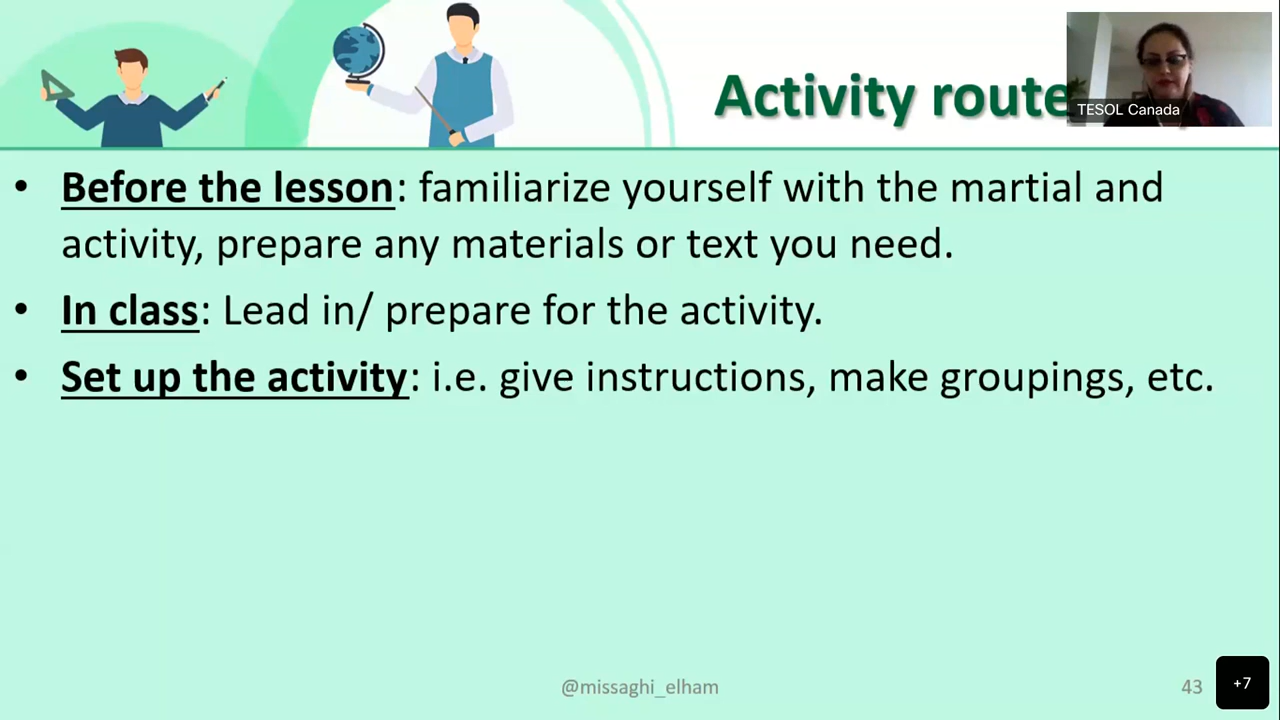 Activity route
TESOL Canada
• Before the lesson: familiarize yourself with the martial and
activity, prepare any materials or text you need.
• In class: Lead in/ prepare for the activity.
• Set up the activity: i.e. give instructions, make groupings, etc.
@missaghi_elham
43
+7